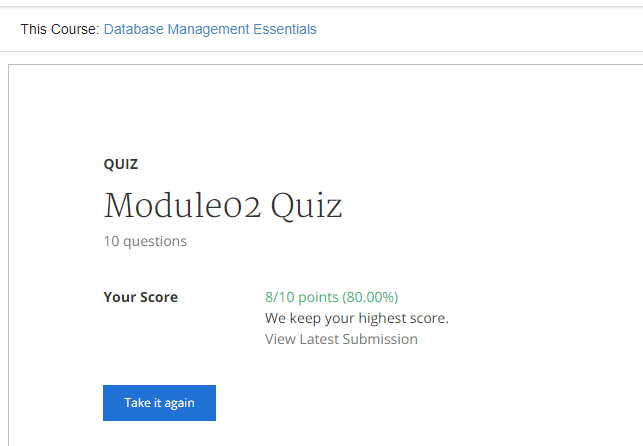 This Course: Database Management Essentials
QUIZ
Module02 Quiz
10 questions
Your Score 8/10 points (80.00%)
We keep your highest score.
View Latest Submission
Take it again